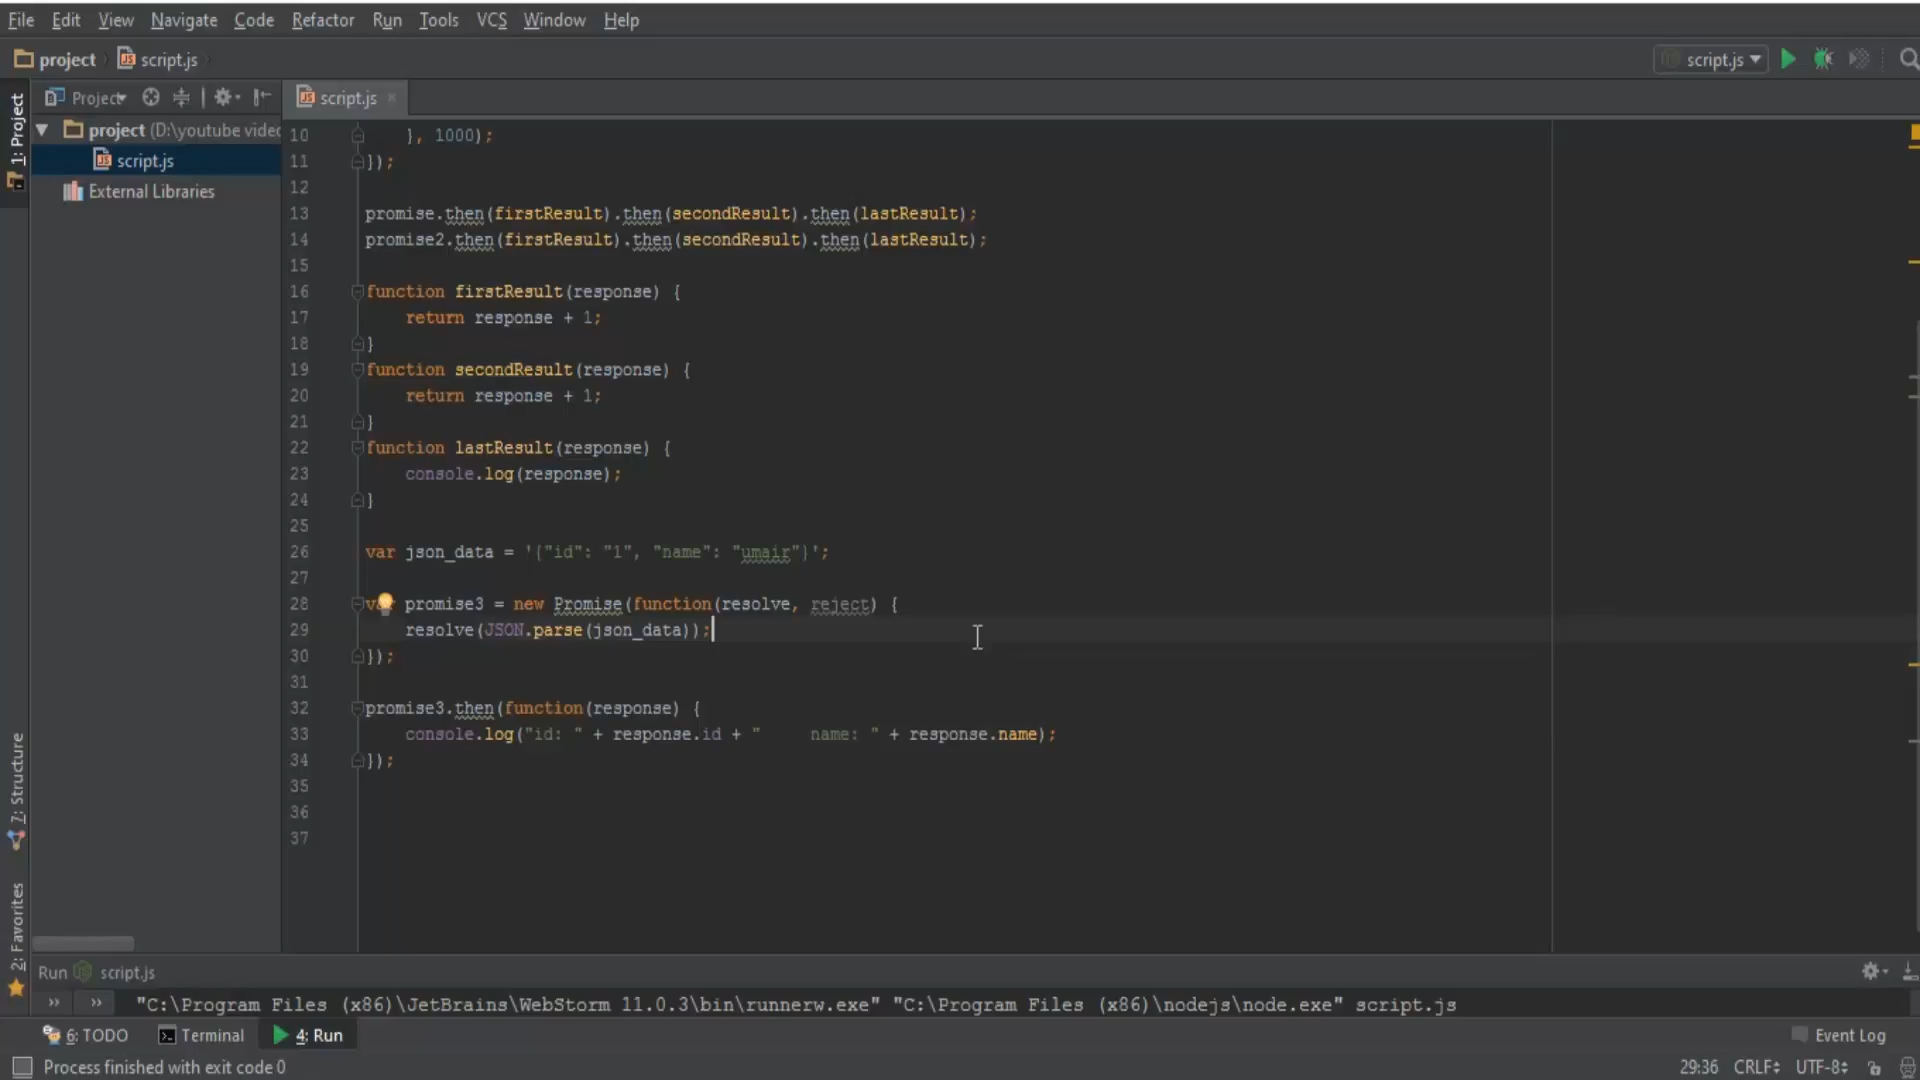 File Edit View Navigate Code Refactor Run Tools VCS Window Help
project script.js script.js
1: Project
Project script.js
project (D:\youtube videc
script.js
External Libraries
10 }, 1000);
11 });
12
13 promise.then(firstResult).then(secondResult).then(lastResult);
14 promise2.then(firstResult).then(secondResult).then(lastResult);
15
16 function firstResult(response) {
17 return response + 1;
18 }
19 function secondResult(response) {
20 return response + 1;
21 }
22 function lastResult(response) {
23 console.log(response);
24 }
25
26 var json_data = '{"id": "1", "name": "umair"}';
27
28 var promise3 = new Promise(function(resolve, reject) {
29 resolve(JSON.parse(json_data));
30 });
31
32 promise3.then(function(response) {
33 console.log("id: " + response.id + "     name: " + response.name);
34 });
35
36
37
7: Structure
2: Favorites
Run script.js
"C:\Program Files (x86)\JetBrains\WebStorm 11.0.3\bin\runnerw.exe" "C:\Program Files (x86)\nodejs\node.exe" script.js
6: TODO Terminal 4: Run Event Log
Process finished with exit code 0 29:36 CRLF UTF-8